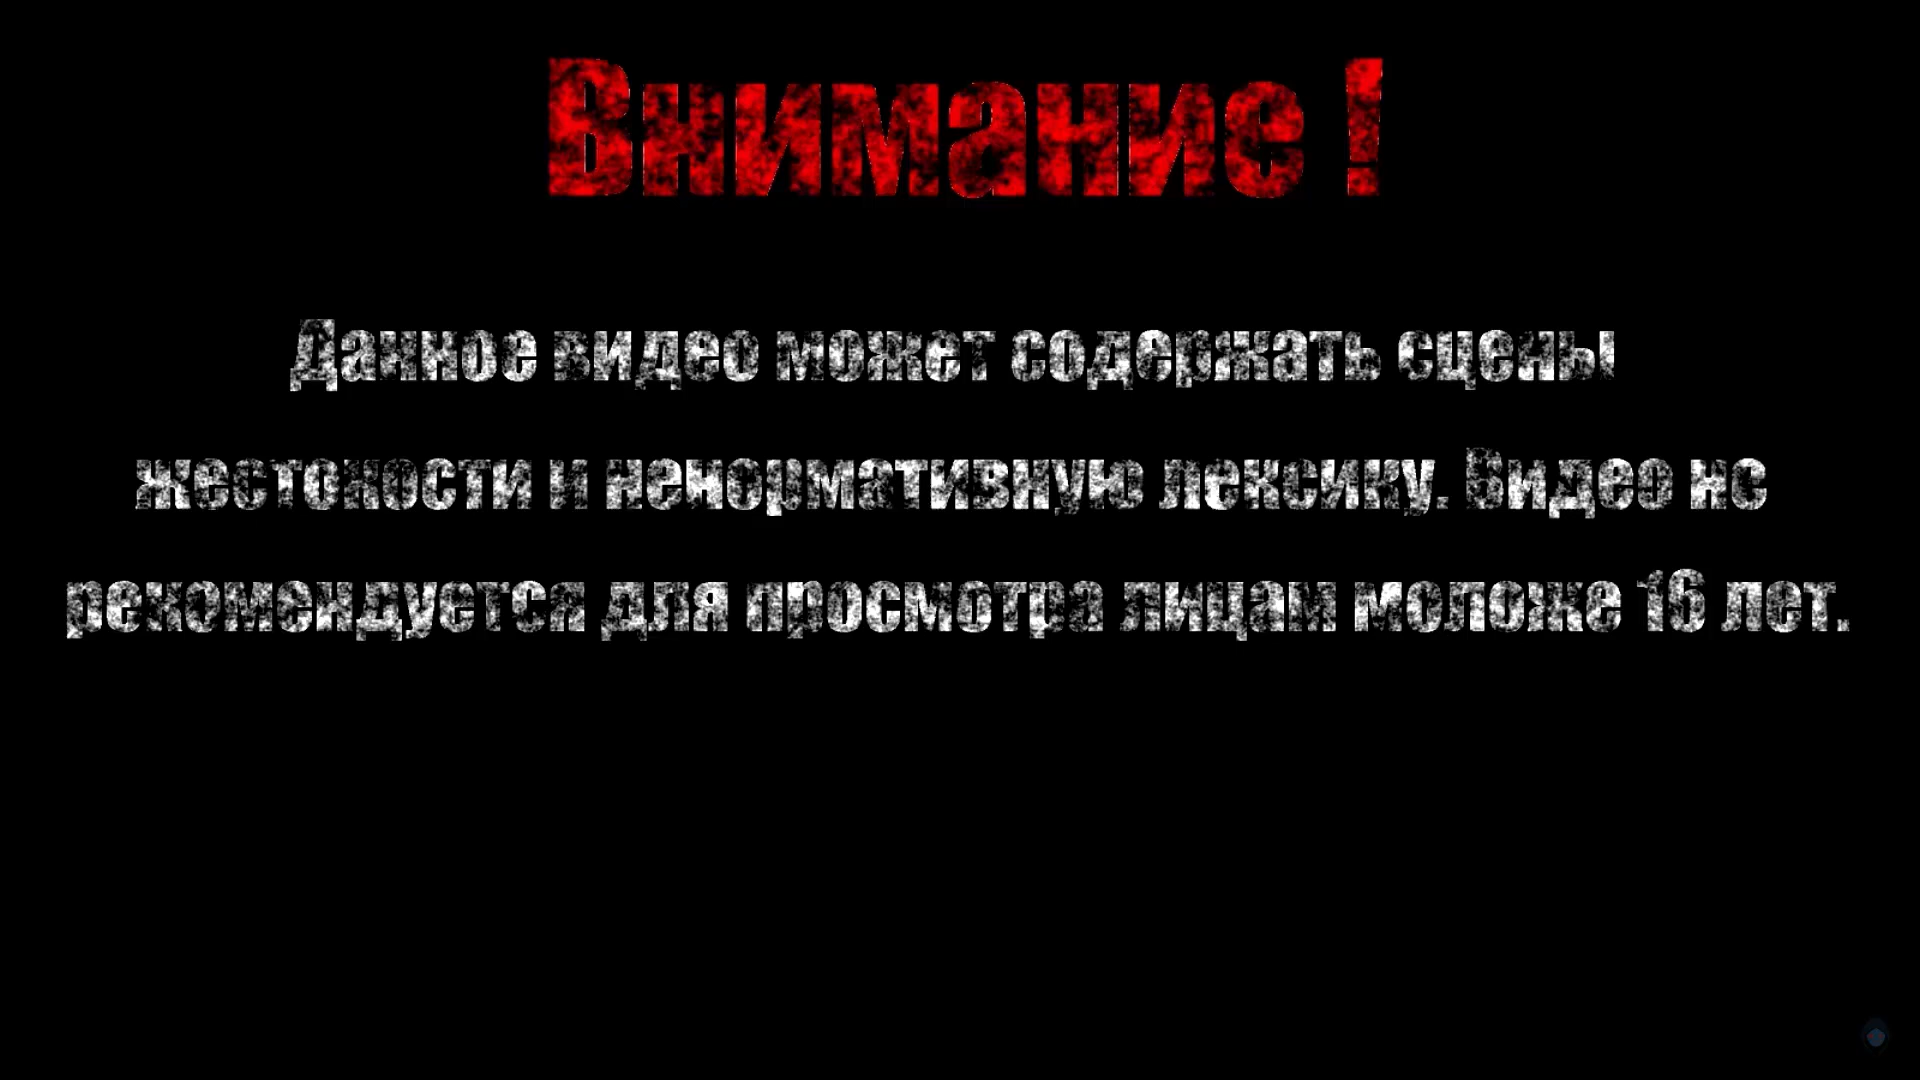 Внимание !
Данное видео может содержать сцены
жестокости и ненормативную лексику. Видео не
рекомендуется для просмотра лицам моложе 16 лет.